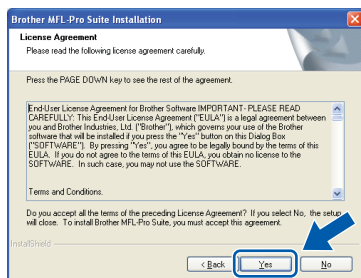 Brother MFL-Pro Suite Installation
License Agreement
Please read the following license agreement carefully.
Press the PAGE DOWN key to see the rest of the agreement.
End-User License Agreement for Brother Software IMPORTANT- PLEASE READ
CAREFULLY: This End-User License Agreement ("EULA") is a legal agreement between
you and Brother Industries, Ltd. ("Brother"), which governs your use of the Brother
software that will be installed if you press the "Yes" button on this Dialog Box
("SOFTWARE"). By pressing "Yes", you agree to be legally bound by the terms of this
EULA. If you do not agree to the terms of this EULA, you obtain no license to the
SOFTWARE. In such case, you may not use the SOFTWARE.
Terms and Conditions.
Do you accept all the terms of the preceding License Agreement? If you select No, the setup
will close. To install Brother MFL-Pro Suite, you must accept this agreement.
InstallShield
< Back Yes No